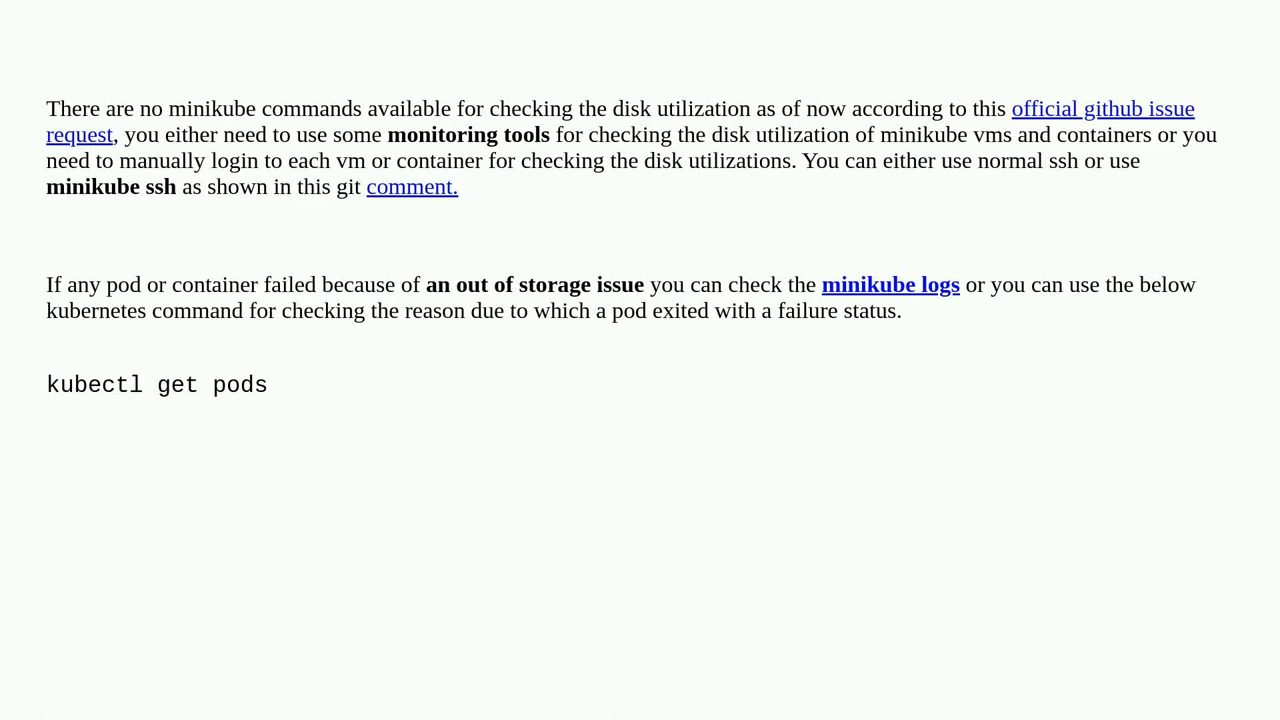 There are no minikube commands available for checking the disk utilization as of now according to this official github issue
request, you either need to use some monitoring tools for checking the disk utilization of minikube vms and containers or you
need to manually login to each vm or container for checking the disk utilizations. You can either use normal ssh or use
minikube ssh as shown in this git comment.
If any pod or container failed because of an out of storage issue you can check the minikube logs or you can use the below
kubernetes command for checking the reason due to which a pod exited with a failure status.
kubectl get pods